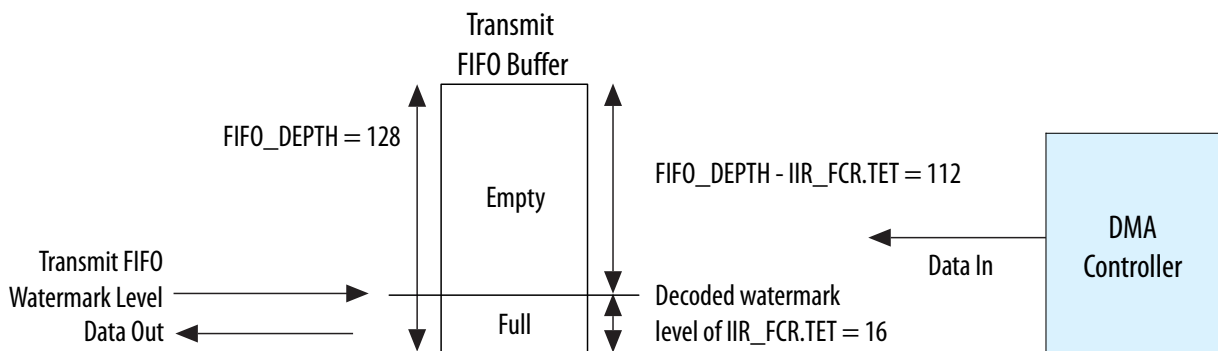 Transmit
FIFO Buffer
FIFO_DEPTH = 128
FIFO_DEPTH - IIR_FCR.TET = 112
Empty
DMA
Controller
Data In
Transmit FIFO
Watermark Level
Data Out
Full
Decoded watermark
level of IIR_FCR.TET = 16